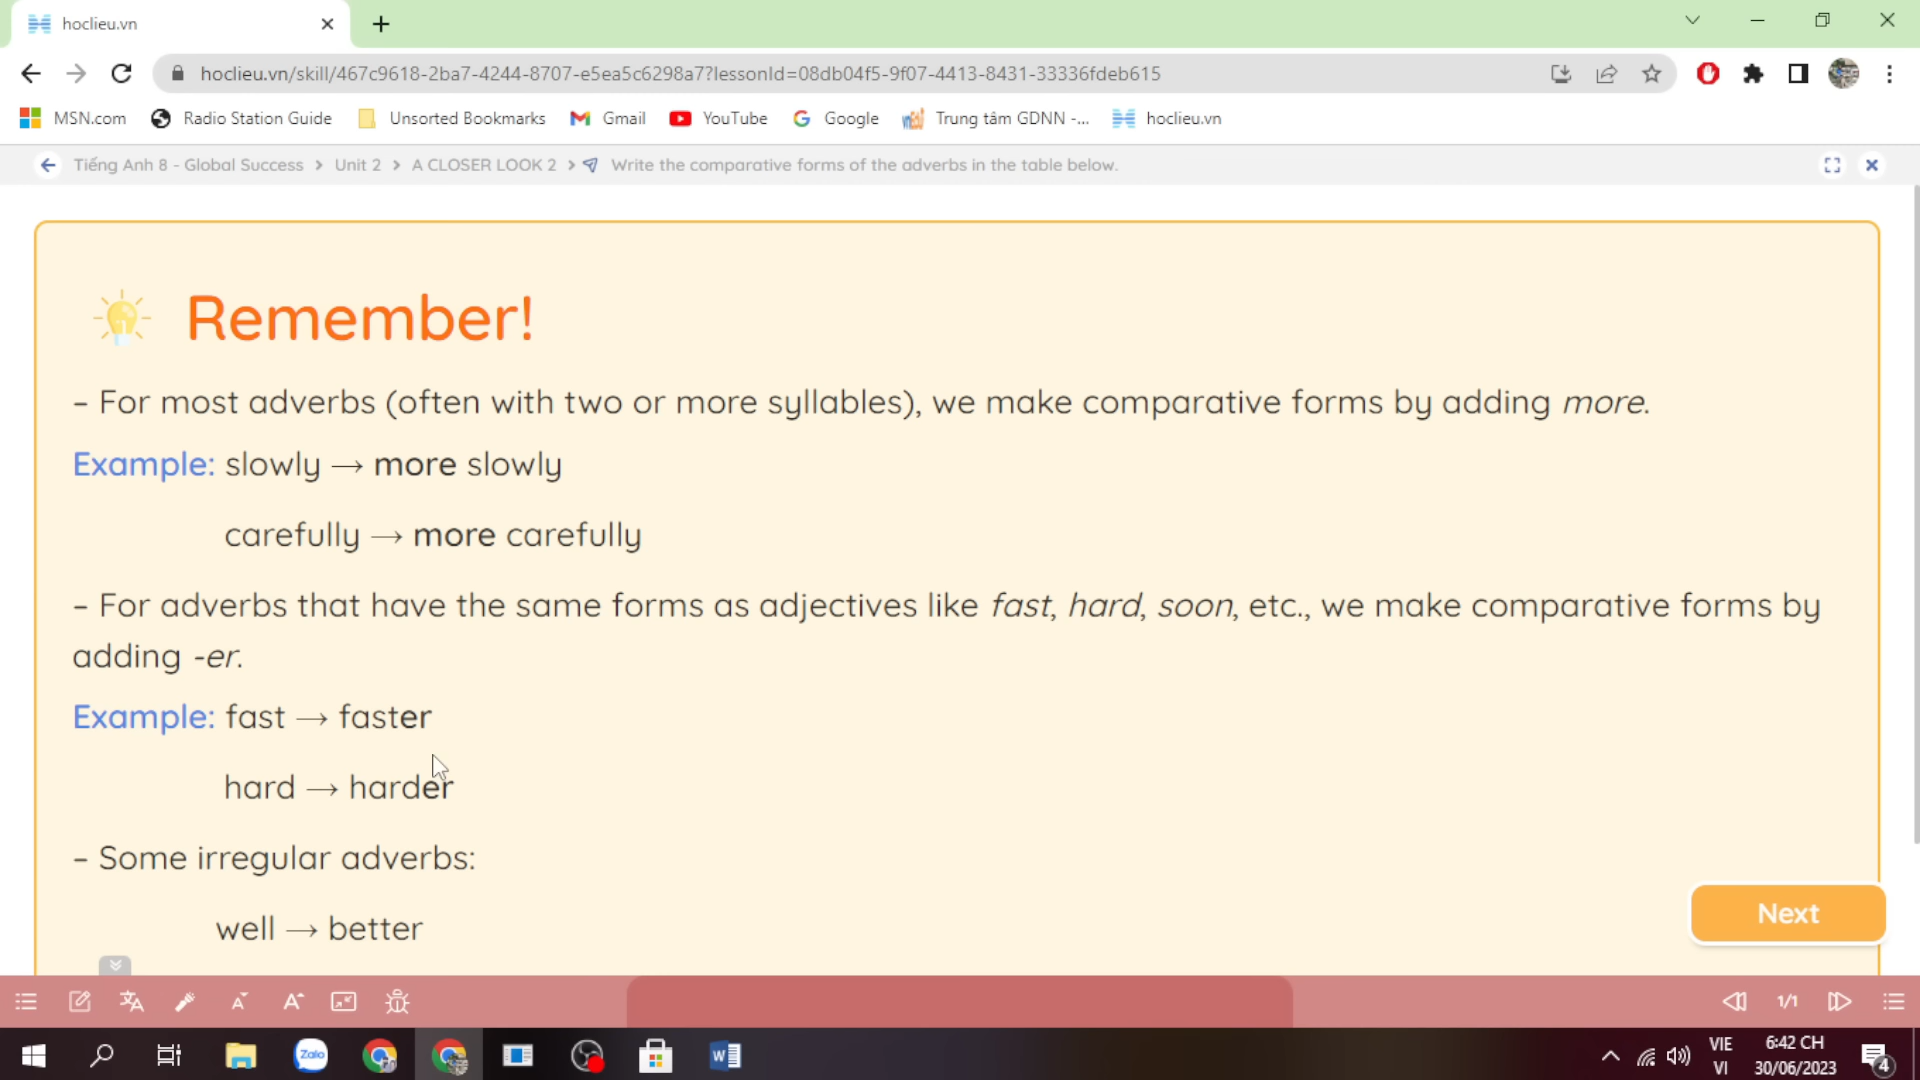 hoclieu.vn
hoclieu.vn/skill/467c9618-2ba7-4244-8707-e5ea5c6298a7?lessonId=08db04f5-9f07-4413-8431-33336fdeb615
MSN.com Radio Station Guide Unsorted Bookmarks Gmail YouTube Google Trung tâm GDNN -... hoclieu.vn
Tiếng Anh 8 - Global Success > Unit 2 > A CLOSER LOOK 2 > Write the comparative forms of the adverbs in the table below.
Remember!
– For most adverbs (often with two or more syllables), we make comparative forms by adding more.
Example: slowly → more slowly
carefully → more carefully
– For adverbs that have the same forms as adjectives like fast, hard, soon, etc., we make comparative forms by
adding -er.
Example: fast → faster
hard → harder
– Some irregular adverbs:
well → better
Next
1/1
Zalo
VIE
VI
6:42 CH
30/06/2023
4